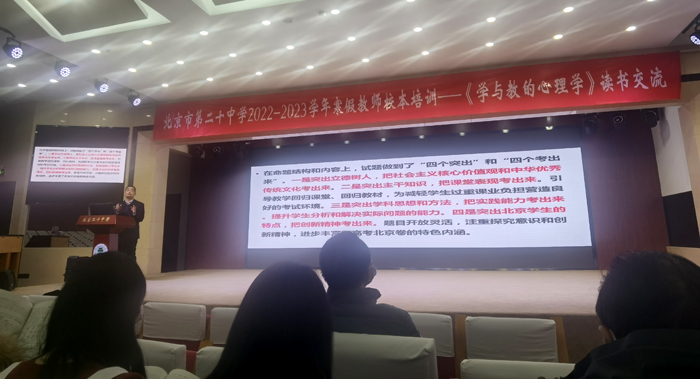 北京市第二十中学2022-2023学年寒假教师校本培训——《学与教的心理学》读书交流
• 在命题结构和内容上，试题做到了“四个突出”和“四个考出
来”。一是突出立德树人，把社会主义核心价值观和中华优秀
传统文化考出来。二是突出主干知识，把课堂表现考出来。引
导教学回归课堂、回归教材，为减轻学生过重课业负担营造良
好的考试环境。三是突出学科思想和方法，把实践能力考出来
，提升学生分析和解决实际问题的能力。四是突出北京学生的
特点，把创新精神考出来。题目开放灵活，注重探究意识和创
新精神，进步丰 高考北京卷的特色内涵。